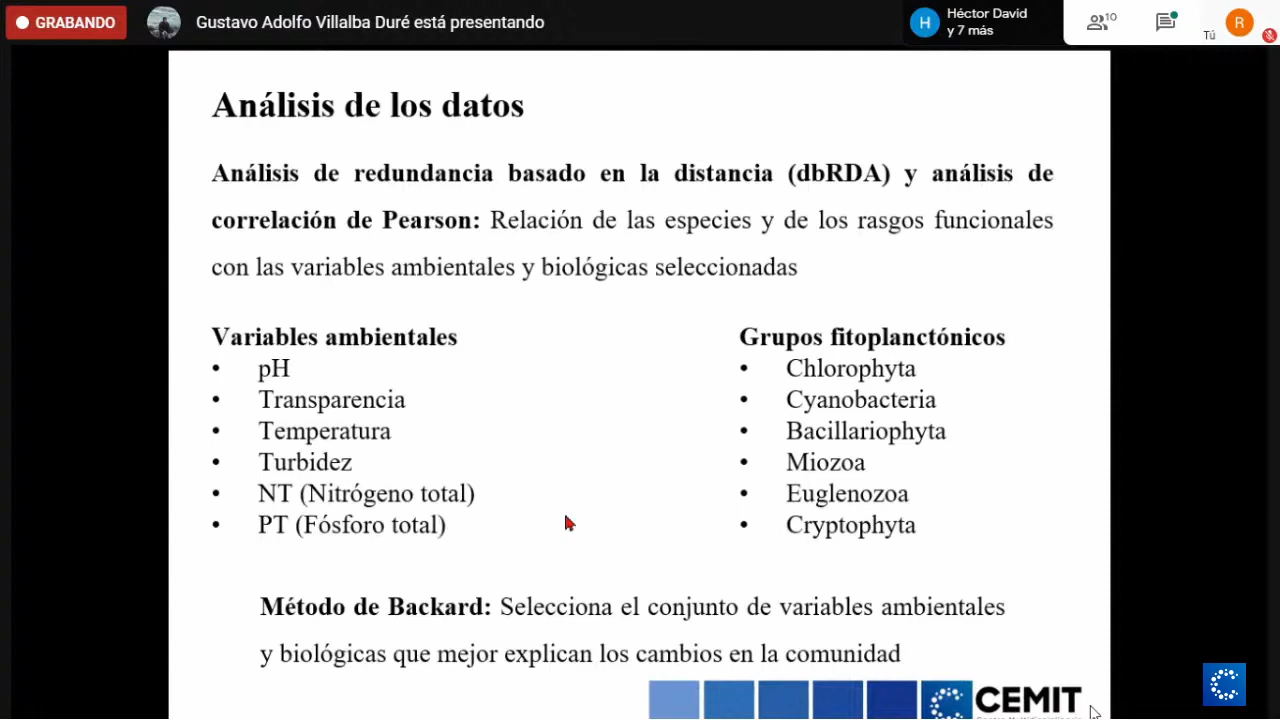 GRABANDO
Gustavo Adolfo Villalba Duré está presentando
H
Héctor David
y 7 más
10
Tú
R
Análisis de los datos
Análisis de redundancia basado en la distancia (dbRDA) y análisis de
correlación de Pearson: Relación de las especies y de los rasgos funcionales
con las variables ambientales y biológicas seleccionadas
Variables ambientales
• pH
• Transparencia
• Temperatura
• Turbidez
• NT (Nitrógeno total)
• PT (Fósforo total)
Grupos fitoplanctónicos
• Chlorophyta
• Cyanobacteria
• Bacillariophyta
• Miozoa
• Euglenozoa
• Cryptophyta
Método de Backard: Selecciona el conjunto de variables ambientales
y biológicas que mejor explican los cambios en la comunidad
CEMIT